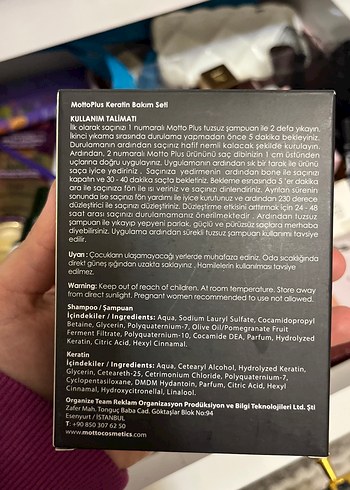 MottoPlus Keratin Bakım Seti
KULLANIM TALİMATI
İlk olarak saçınızı 1 numaralı Motto Plus tuzsuz şampuan ile 2 defa yıkayın.
İkinci yıkama sırasında durulama yapmadan önce 5 dakika bekleyiniz.
Durulamanın ardından saçınız hafif nemli kalacak şekilde kurulayın.
Ardından, 2 numaralı Motto Plus ürününü saç dibinizin 1 cm üstünden
uçlarına doğru uygulayınız. Uygulamanın ardından sık bir tarak ile ürünü
saça iyice yediriniz . Saçınıza yedirmenin ardından bone ile saçınızı
kapatın ve 30 - 40 dakika saçta bekletin. Bekleme esnasında 5'er dakika
ara ile saçınıza fön ile ısı veriniz ve saçınızı dinlendiriniz. Ayrılan sürenin
sonunda ise saçınız fön yardımı ile iyice kurutunuz ve ardından 230 derece
düzleştirici ile saçınızı düzleştiriniz. Düzleştirme etkisini artırmak için 24 - 48
saat arası saçınızı durulamamanız önerilmektedir . Ardından tuzsuz
şampuan ile yıkayıp yepyeni parlak, güçlü ve pürüzsüz saçlara merhaba
diyebilirsiniz. Uygulama ardından sürekli tuzsuz şampuan kullanımı tavsiye
edilir.
Uyarı : Çocukların ulaşamayacağı yerlerde muhafaza ediniz. Oda sıcaklığında
direkt güneş ışığından uzakta saklayınız . Hamilelerin kullanması tavsiye
edilmez.
Warning: Keep out of reach of children. At room temperature. Store away
from direct sunlight. Pregnant women recommended to use not allowed.
Shampoo / Şampuan
İçindekiler / Ingredients: Aqua, Sodium Lauryl Sulfate, Cocamidopropyl
Betaine, Glycerin, Polyquaternium-7, Olive Oil/Pomegranate Fruit
Ferment Filtrate, Polyquaternium-10, Cocamide DEA, Parfum, Hydrolyzed
Keratin, Citric Acid, Hexyl Cinnamal.
Keratin
İçindekiler / Ingredients: Aqua, Cetearyl Alcohol, Hydrolyzed Keratin,
Glycerin, Ceteareth-25, Cetrimonium Chloride, Polyquaternium-7,
Cyclopentasiloxane, DMDM Hydantoin, Parfum, Citric Acid, Hexyl
Cinnamal, Hydroxycitronellal, Linalool.
Organize Team Reklam Organizasyon Prodüksiyon ve Bilgi Teknolojileri Ltd. Şti
Zafer Mah. Tonguç Baba Cad. Göktaşlar Blok No:94
Esenyurt / İSTANBUL
T: +90 850 307 62 50
www.mottocosmetics.com